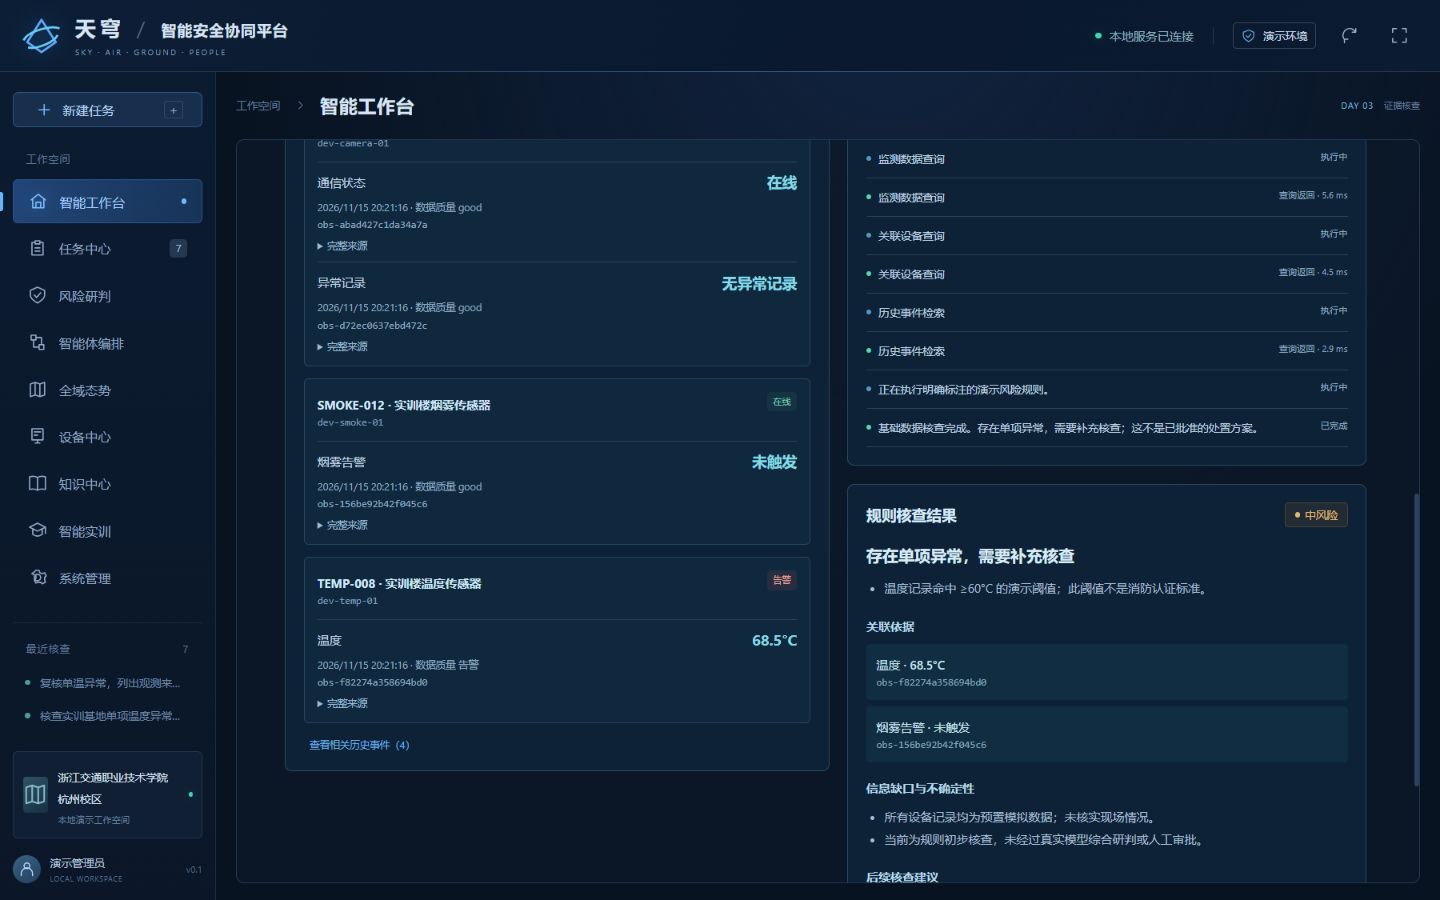 天穹 / 智能安全协同平台
SKY · AIR · GROUND · PEOPLE
本地服务已连接
演示环境
新建任务
+
工作空间
智能工作台
任务中心
7
风险研判
智能体编排
全域态势
设备中心
知识中心
智能实训
系统管理
最近核查
7
复核单温异常，列出观测来...
核查实训基地单项温度异常...
浙江交通职业技术学院
杭州校区
本地演示工作空间
演示管理员
LOCAL WORKSPACE
v0.1
工作空间 > 智能工作台
DAY 03 证据核查
dev-camera-01
通信状态
在线
2026/11/15 20:21:16 · 数据质量 good
obs-abad427c1da34a7a
▶ 完整来源
异常记录
无异常记录
2026/11/15 20:21:16 · 数据质量 good
obs-d72ec0637ebd472c
▶ 完整来源
SMOKE-012 · 实训楼烟雾传感器
在线
dev-smoke-01
烟雾告警
未触发
2026/11/15 20:21:16 · 数据质量 good
obs-156be92b42f045c6
▶ 完整来源
TEMP-008 · 实训楼温度传感器
告警
dev-temp-01
温度
68.5°C
2026/11/15 20:21:16 · 数据质量 告警
obs-f82274a358694bd0
▶ 完整来源
查看相关历史事件（4）
监测数据查询
执行中
监测数据查询
查询返回 · 5.6 ms
关联设备查询
执行中
关联设备查询
查询返回 · 4.5 ms
历史事件检索
执行中
历史事件检索
查询返回 · 2.9 ms
正在执行明确标注的演示风险规则。
执行中
基础数据核查完成。存在单项异常，需要补充核查；这不是已批准的处置方案。
已完成
规则核查结果
中风险
存在单项异常，需要补充核查
• 温度记录命中 ≥60°C 的演示阈值；此阈值不是消防认证标准。
关联依据
温度 · 68.5°C
obs-f82274a358694bd0
烟雾告警 · 未触发
obs-156be92b42f045c6
信息缺口与不确定性
• 所有设备记录均为预置模拟数据；未核实现场情况。
• 当前为规则初步核查，未经过真实模型综合研判或人工审批。
后续核查建议